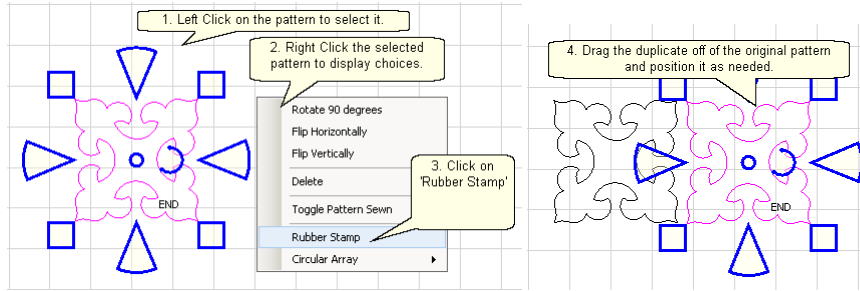 1. Left Click on the pattern to select it.
2. Right Click the selected
pattern to display choices.
Rotate 90 degrees
Flip Horizontally
Flip Vertically
Delete
Toggle Pattern Sewn
Rubber Stamp
Circular Array
3. Click on
'Rubber Stamp'
END
4. Drag the duplicate off of the original pattern
and position it as needed.
END